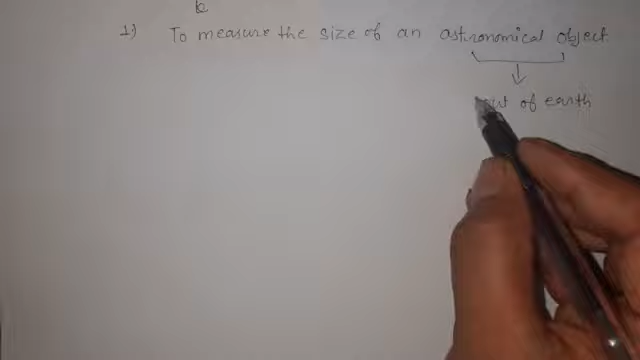 1.) To measure the size of an astronomical object.
out of earth